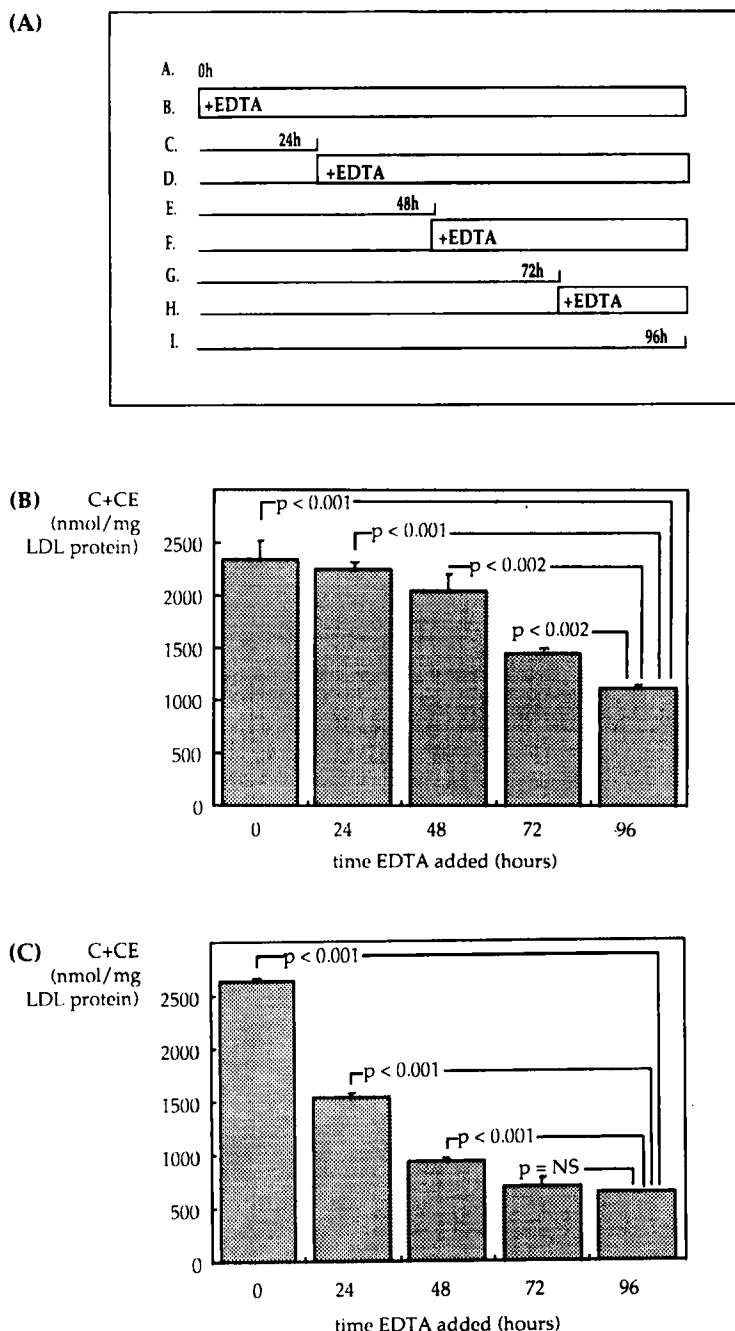 (A)
A. 0h
B. +EDTA
C. 24h
D. +EDTA
E. 48h
F. +EDTA
G. 72h
H. +EDTA
I. 96h
(B)
C+CE
(nmol/mg
LDL protein)
p < 0.001
p < 0.001
p < 0.002
p < 0.002
2500
2000
1500
1000
500
0
0 24 48 72 96
time EDTA added (hours)
(C)
C+CE
(nmol/mg
LDL protein)
p < 0.001
p < 0.001
p < 0.001
p = NS
2500
2000
1500
1000
500
0
0 24 48 72 96
time EDTA added (hours)